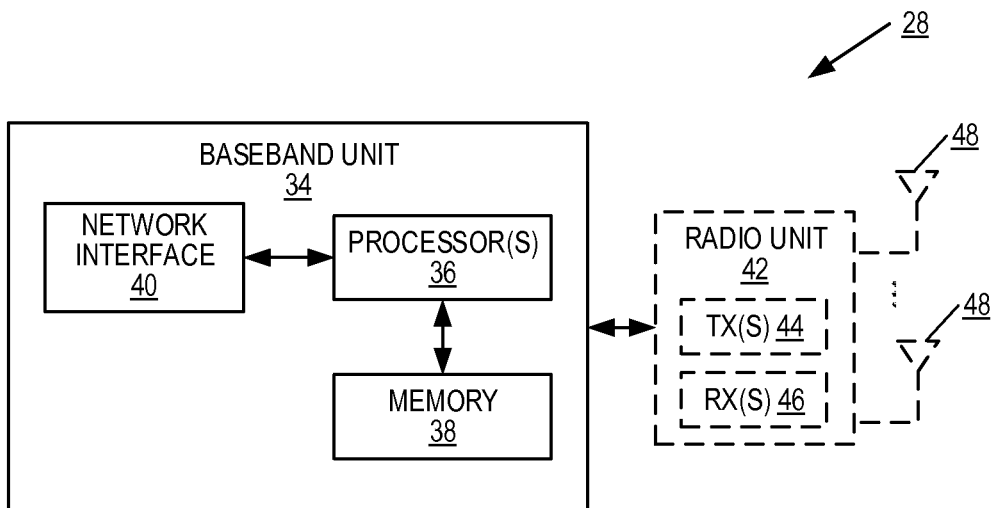 28
BASEBAND UNIT
34
NETWORK
INTERFACE
40
PROCESSOR(S)
36
MEMORY
38
RADIO UNIT
42
TX(S) 44
RX(S) 46
48
48